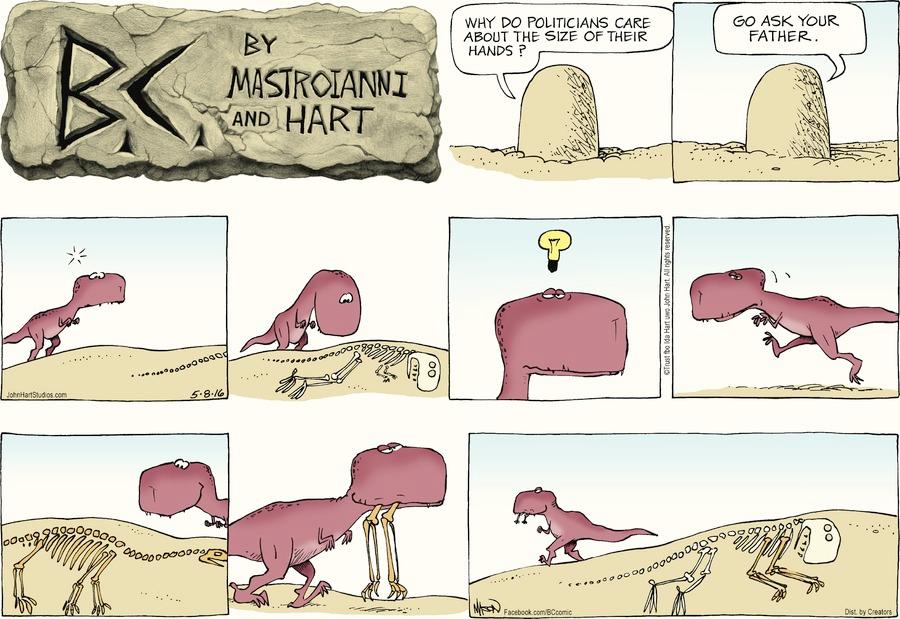 B.C.
BY
MASTROIANNI
AND HART
WHY DO POLITICIANS CARE
ABOUT THE SIZE OF THEIR
HANDS?
GO ASK YOUR
FATHER.
JohnHartStudios.com
5-8-16
©Trust fbo Ida Hart uwo John Hart. All rights reserved.
Facebook.com/BCcomic
Dist. by Creators